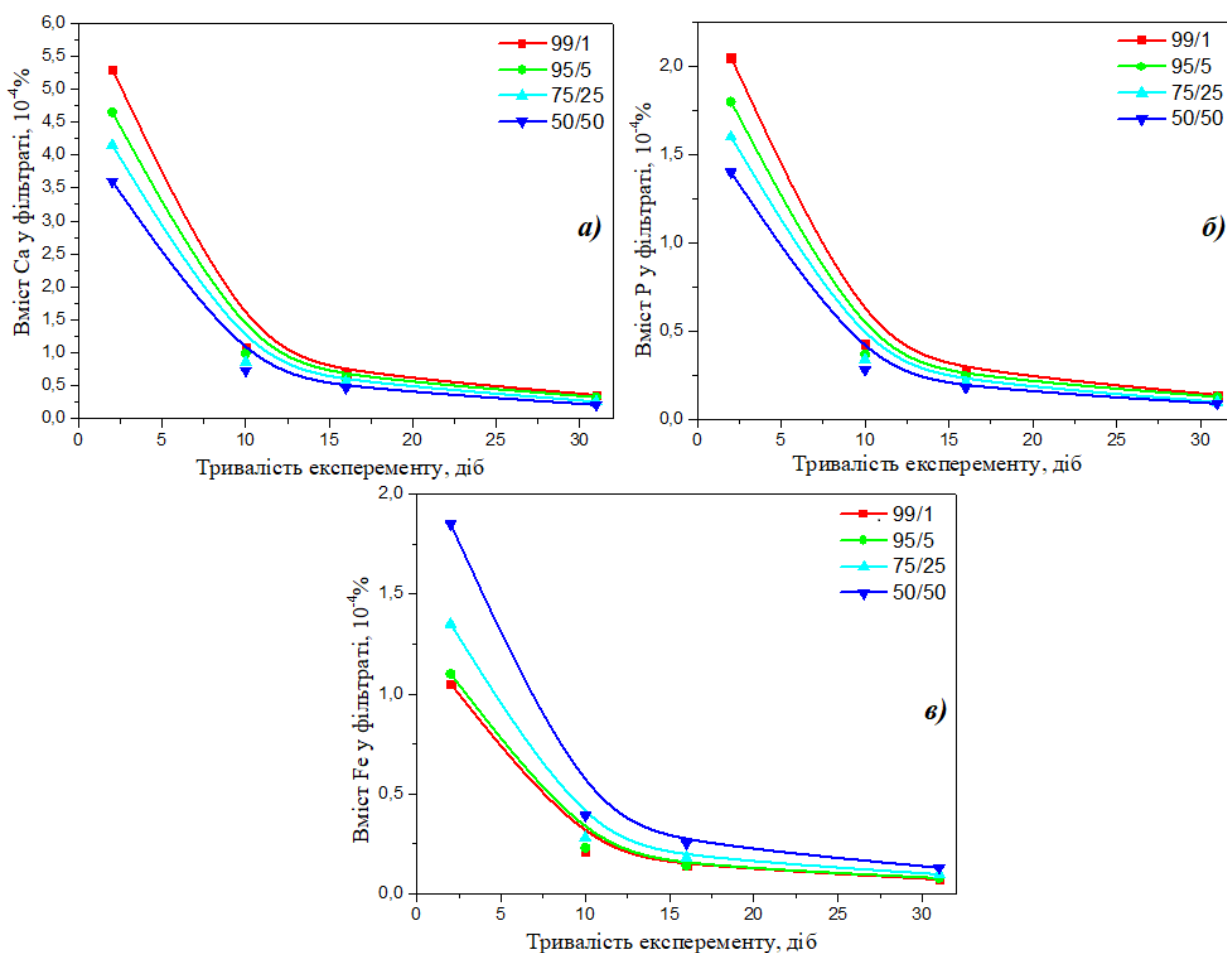 6,0
5,5
5,0
4,5
4,0
3,5
3,0
2,5
2,0
1,5
1,0
0,5
0,0
0 5 10 15 20 25 30
Вміст Ca у фільтраті, 10⁻⁴%
Тривалість експеременту, діб
99/1
95/5
75/25
50/50
а)
2,0
1,5
1,0
0,5
0,0
0 5 10 15 20 25 30
Вміст P у фільтраті, 10⁻⁴%
Тривалість експеременту, діб
99/1
95/5
75/25
50/50
б)
2,0
1,5
1,0
0,5
0,0
0 5 10 15 20 25 30
Вміст Fe у фільтраті, 10⁻⁴%
Тривалість експеременту, діб
99/1
95/5
75/25
50/50
в)